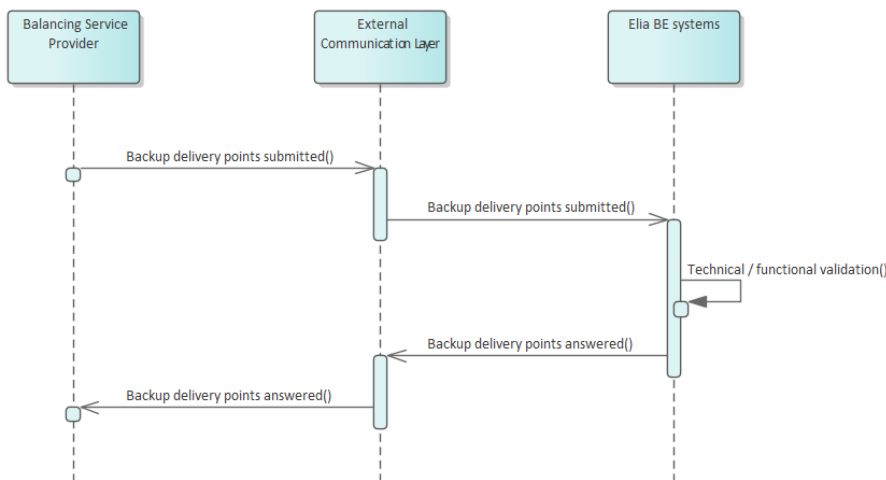 Balancing Service
Provider
External
Communication Layer
Elia BE systems
Backup delivery points submitted()
Backup delivery points submitted()
Technical / functional validation()
Backup delivery points answered()
Backup delivery points answered()